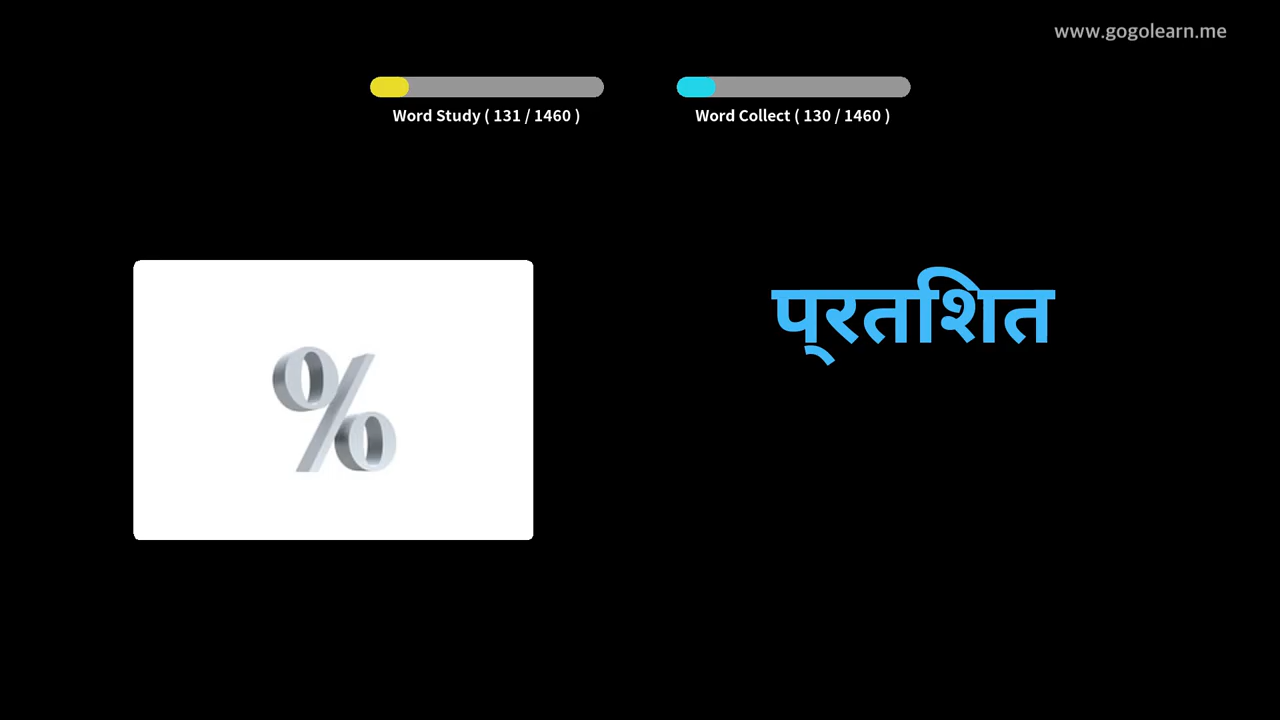 www.gogolearn.me
Word Study ( 131 / 1460 )
Word Collect ( 130 / 1460 )
%
प्रतिशत